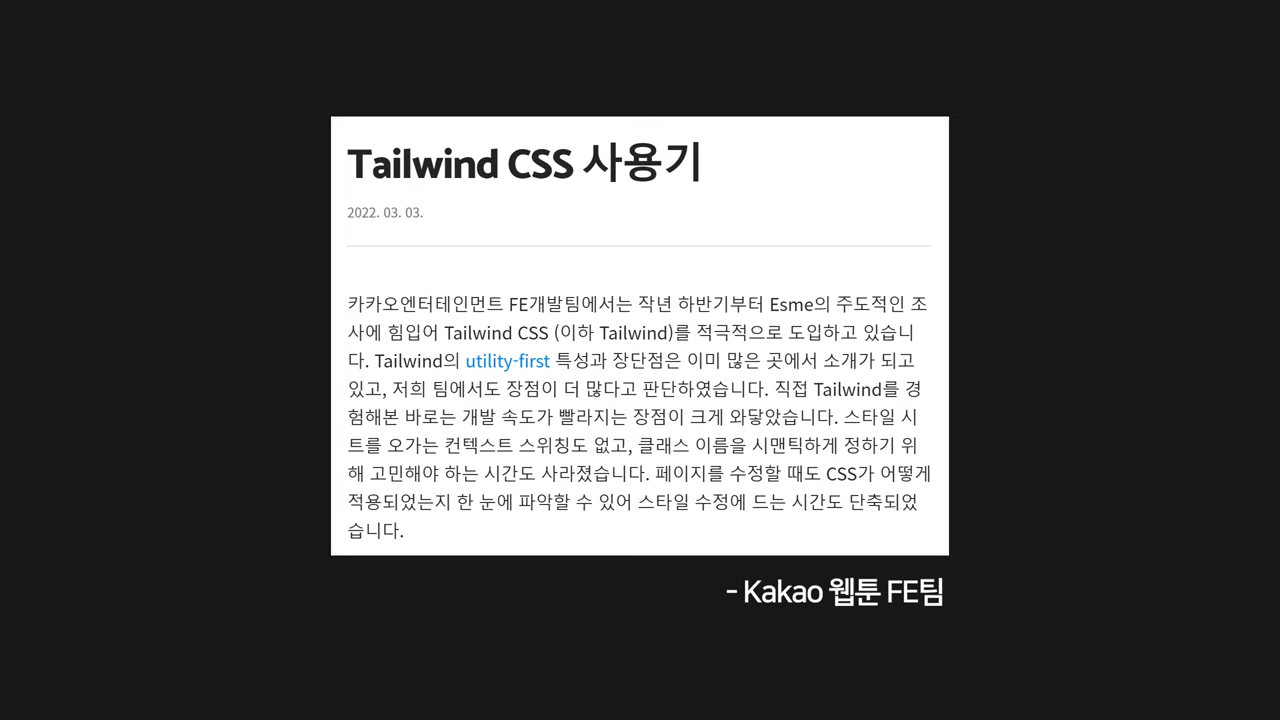 Tailwind CSS 사용기
2022. 03. 03.
카카오엔터테인먼트 FE개발팀에서는 작년 하반기부터 Esme의 주도적인 조
사에 힘입어 Tailwind CSS (이하 Tailwind)를 적극적으로 도입하고 있습니
다. Tailwind의 utility-first 특성과 장단점은 이미 많은 곳에서 소개가 되고
있고, 저희 팀에서도 장점이 더 많다고 판단하였습니다. 직접 Tailwind를 경
험해본 바로는 개발 속도가 빨라지는 장점이 크게 와닿았습니다. 스타일 시
트를 오가는 컨텍스트 스위칭도 없고, 클래스 이름을 시맨틱하게 정하기 위
해 고민해야 하는 시간도 사라졌습니다. 페이지를 수정할 때도 CSS가 어떻게
적용되었는지 한 눈에 파악할 수 있어 스타일 수정에 드는 시간도 단축되었
습니다.
- Kakao 웹툰 FE팀